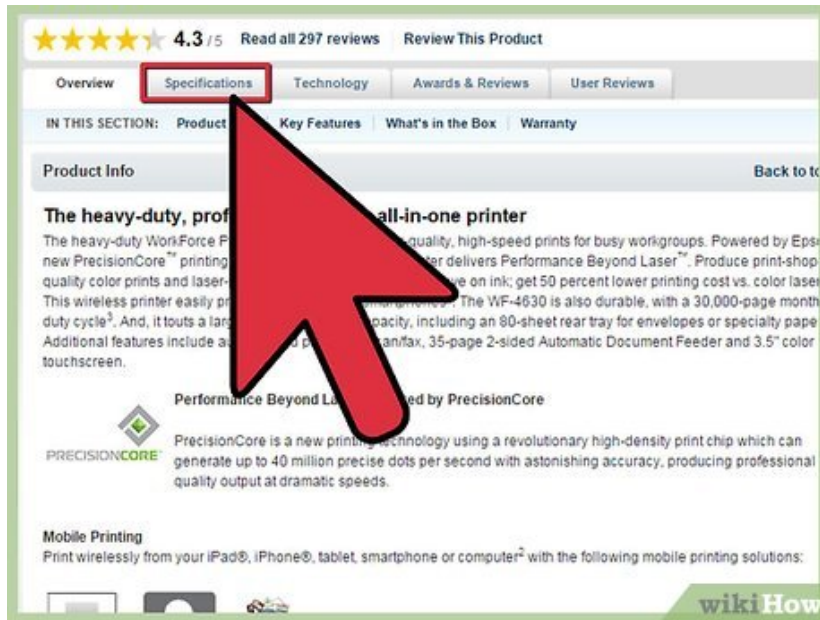 4.3 /5 Read all 297 reviews Review This Product
Overview Specifications Technology Awards & Reviews User Reviews
IN THIS SECTION: Product Key Features What's in the Box Warranty
Product Info Back to to
The heavy-duty, prof all-in-one printer
The heavy-duty WorkForce P quality, high-speed prints for busy workgroups. Powered by Eps
new PrecisionCore™ printing ter delivers Performance Beyond Laser™. Produce print-shop
quality color prints and laser- ve on ink; get 50 percent lower printing cost vs. color laser
This wireless printer easily pr The WF-4630 is also durable, with a 30,000-page month
duty cycle³. And, it touts a larg pacity, including an 80-sheet rear tray for envelopes or specialty pape
Additional features include au can/fax, 35-page 2-sided Automatic Document Feeder and 3.5" color
touchscreen.
Performance Beyond La ed by PrecisionCore
PRECISIONCORE
PrecisionCore is a new printing technology using a revolutionary high-density print chip which can
generate up to 40 million precise dots per second with astonishing accuracy, producing professional
quality output at dramatic speeds.
Mobile Printing
Print wirelessly from your iPad®, iPhone®, tablet, smartphone or computer² with the following mobile printing solutions:
wikiHow